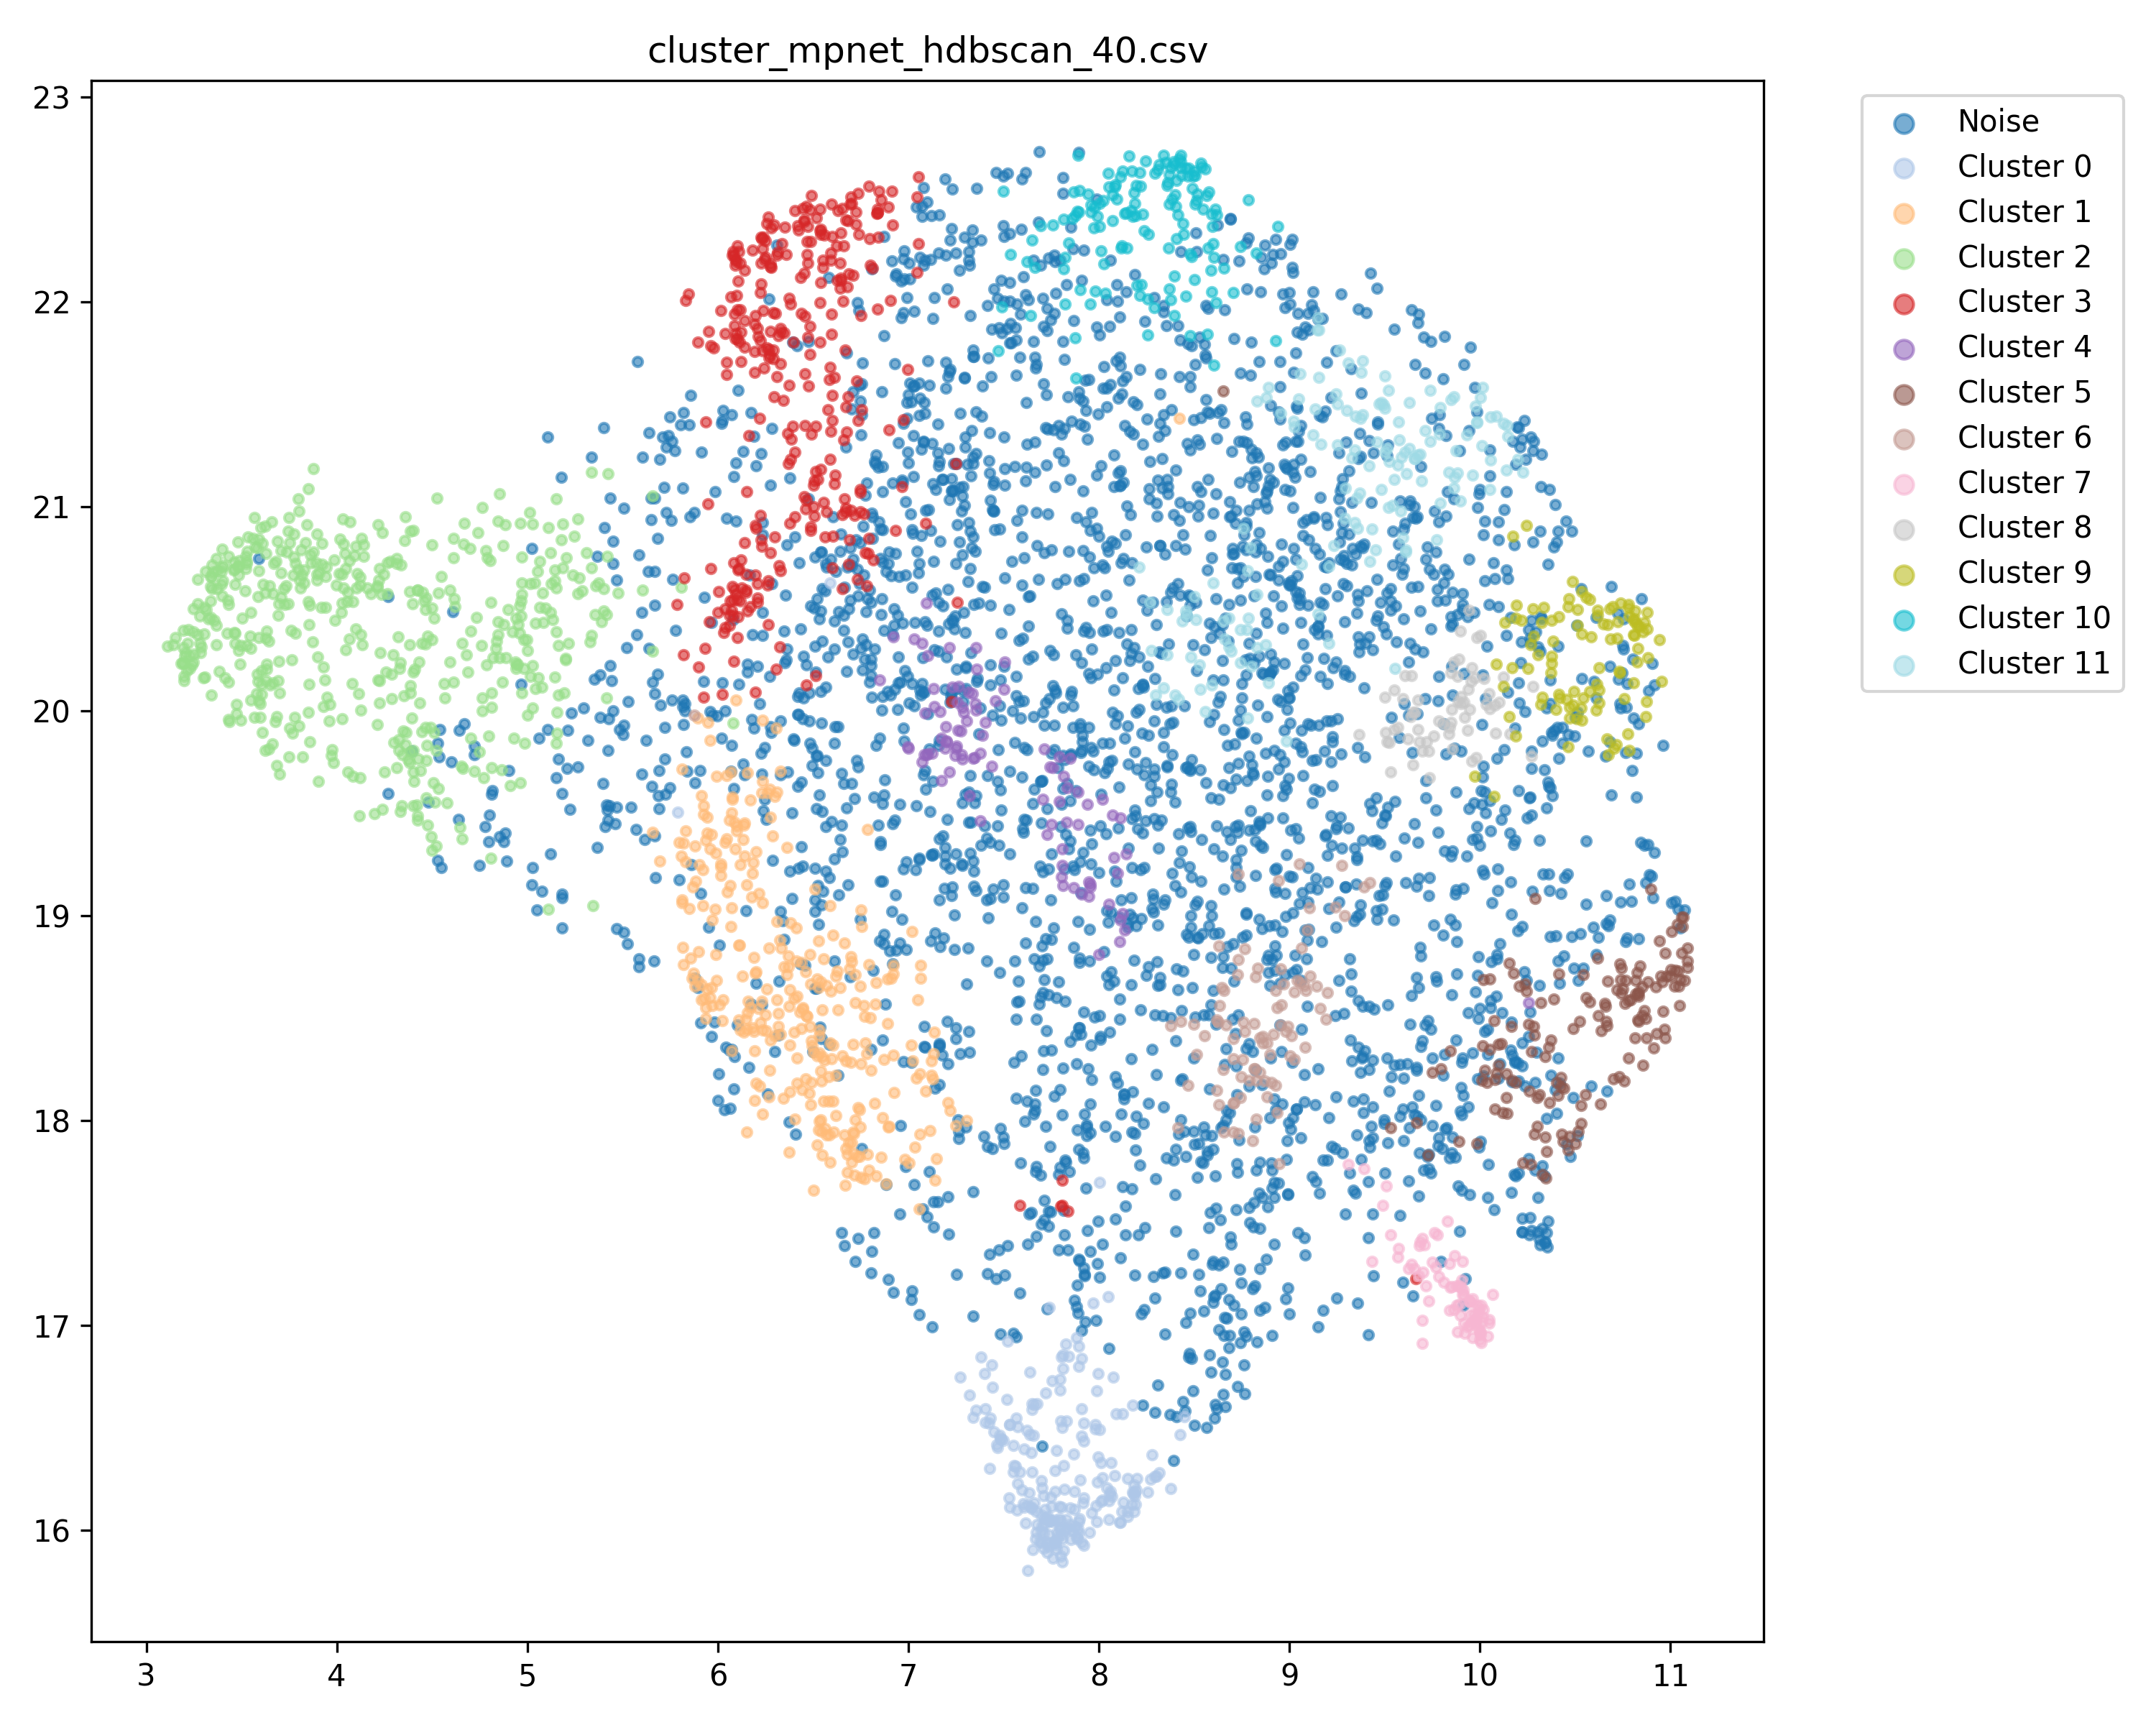 cluster_mpnet_hdbscan_40.csv
23
22
21
20
19
18
17
16
3 4 5 6 7 8 9 10 11
Noise
Cluster 0
Cluster 1
Cluster 2
Cluster 3
Cluster 4
Cluster 5
Cluster 6
Cluster 7
Cluster 8
Cluster 9
Cluster 10
Cluster 11